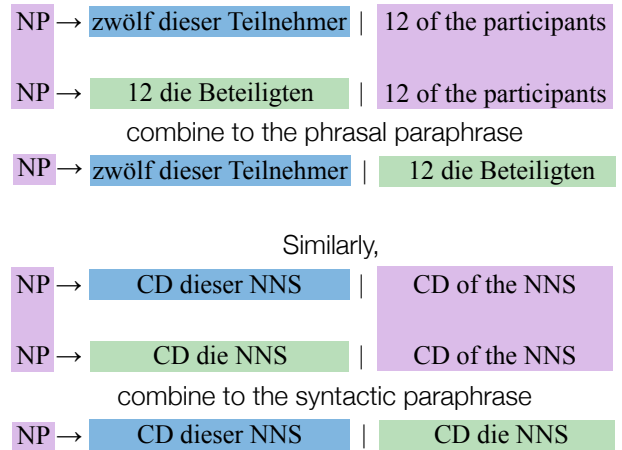 NP → zwölf dieser Teilnehmer | 12 of the participants
NP → 12 die Beteiligten | 12 of the participants
combine to the phrasal paraphrase
NP → zwölf dieser Teilnehmer | 12 die Beteiligten
Similarly,
NP → CD dieser NNS | CD of the NNS
NP → CD die NNS | CD of the NNS
combine to the syntactic paraphrase
NP → CD dieser NNS | CD die NNS